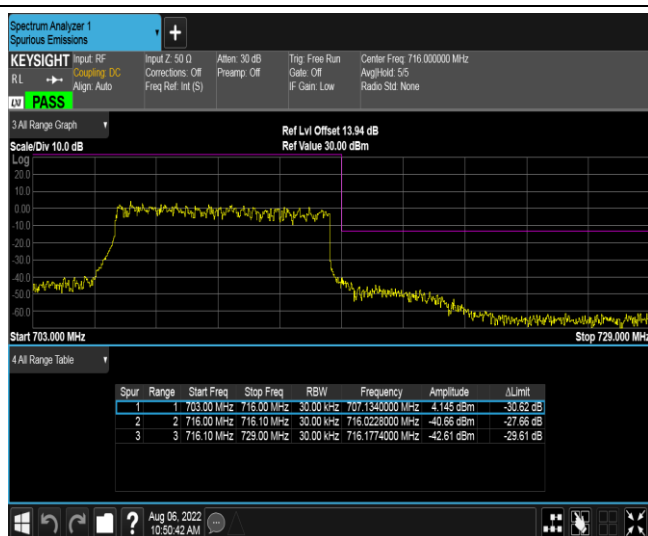 Spectrum Analyzer 1
Spurious Emissions
+
KEYSIGHT
RL
LXI PASS
Input: RF
Coupling: DC
Align: Auto
Input Z: 50 Ω
Corrections: Off
Freq Ref: Int (S)
Atten: 30 dB
Preamp: Off
Trig: Free Run
Gate: Off
IF Gain: Low
Center Freq: 716.000000 MHz
Avg|Hold: 5/5
Radio Std: None
3 All Range Graph
Ref Lvl Offset 13.94 dB
Scale/Div 10.0 dB
Ref Value 30.00 dBm
Log
20.0
10.0
0.00
-10.0
-20.0
-30.0
-40.0
-50.0
-60.0
Start 703.000 MHz
Stop 729.000 MHz
4 All Range Table
Spur Range Start Freq Stop Freq RBW Frequency Amplitude ΔLimit
1 1 703.00 MHz 716.00 MHz 30.00 kHz 707.1340000 MHz 4.145 dBm -30.62 dB
2 2 716.00 MHz 716.10 MHz 30.00 kHz 716.0228000 MHz -40.66 dBm -27.66 dB
3 3 716.10 MHz 729.00 MHz 30.00 kHz 716.1774000 MHz -42.61 dBm -29.61 dB
?
Aug 06, 2022
10:50:42 AM